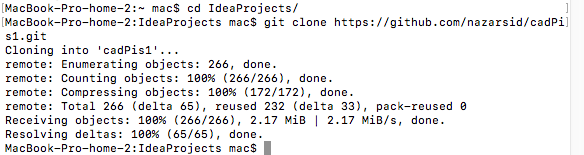 [MacBook-Pro-home-2:~ mac$ cd IdeaProjects/ ]
[MacBook-Pro-home-2:IdeaProjects mac$ git clone https://github.com/nazarsid/cadPi]
s1.git
Cloning into 'cadPis1'...
remote: Enumerating objects: 266, done.
remote: Counting objects: 100% (266/266), done.
remote: Compressing objects: 100% (172/172), done.
remote: Total 266 (delta 65), reused 232 (delta 33), pack-reused 0
Receiving objects: 100% (266/266), 2.17 MiB | 2.17 MiB/s, done.
Resolving deltas: 100% (65/65), done.
MacBook-Pro-home-2:IdeaProjects mac$